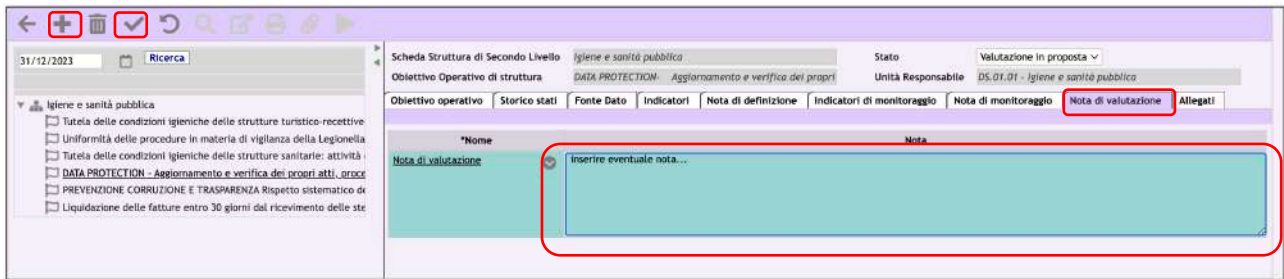 31/12/2023 Ricerca
Igiene e sanità pubblica
Tutela delle condizioni igieniche delle strutture turistico-recettive
Uniformità delle procedure in materia di vigilanza della Legionella
Tutela delle condizioni igieniche delle strutture sanitarie: attività
DATA PROTECTION - Aggiornamento e verifica dei propri atti, proce
PREVENZIONE CORRUZIONE E TRASPARENZA Rispetto sistematico de
Liquidazione delle fatture entro 30 giorni dal ricevimento delle ste
Scheda Struttura di Secondo Livello Igiene e sanità pubblica Stato Valutazione in proposta
Obiettivo Operativo di struttura DATA PROTECTION- Aggiornamento e verifica dei propri Unità Responsabile DS.01.01 - Igiene e sanità pubblica
Obiettivo operativo Storico stati Fonte Dato Indicatori Nota di definizione Indicatori di monitoraggio Nota di monitoraggio Nota di valutazione Allegati
*Nome Nota
Nota di valutazione inserire eventuale nota...